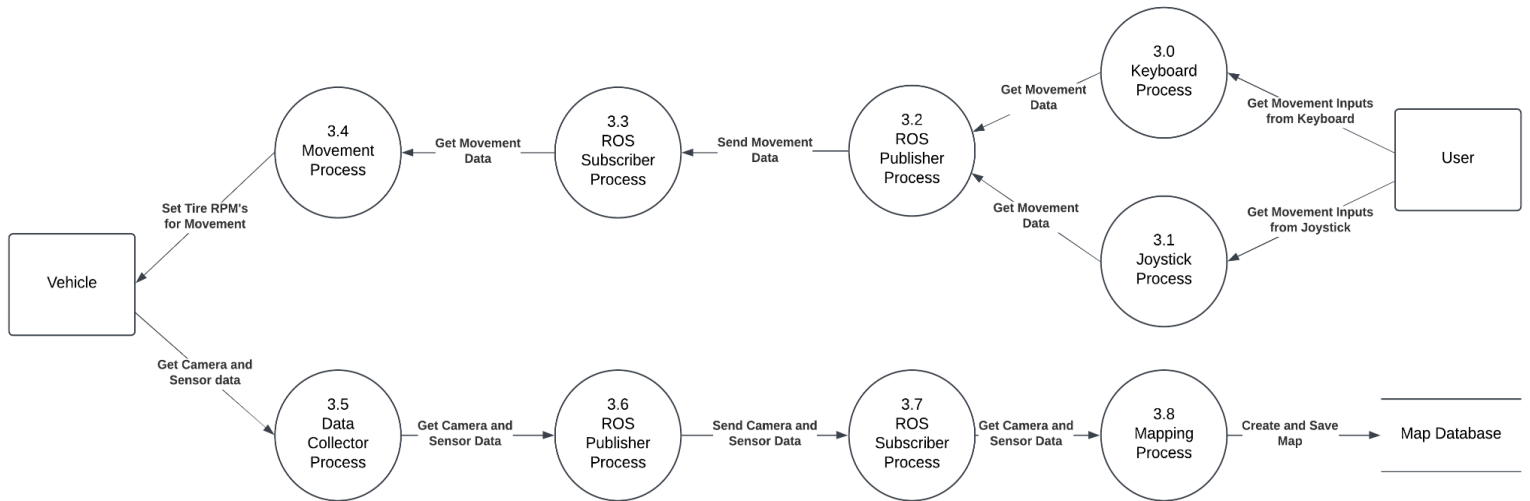 3.0
Keyboard
Process
Get Movement
Data
Get Movement Inputs
from Keyboard
User
3.2
ROS
Publisher
Process
Send Movement
Data
3.3
ROS
Subscriber
Process
Get Movement
Data
3.4
Movement
Process
Get Movement
Data
Get Movement Inputs
from Joystick
3.1
Joystick
Process
Set Tire RPM's
for Movement
Vehicle
Get Camera and
Sensor data
3.5
Data
Collector
Process
Get Camera and
Sensor Data
3.6
ROS
Publisher
Process
Send Camera and
Sensor Data
3.7
ROS
Subscriber
Process
Get Camera and
Sensor Data
3.8
Mapping
Process
Create and Save
Map
Map Database